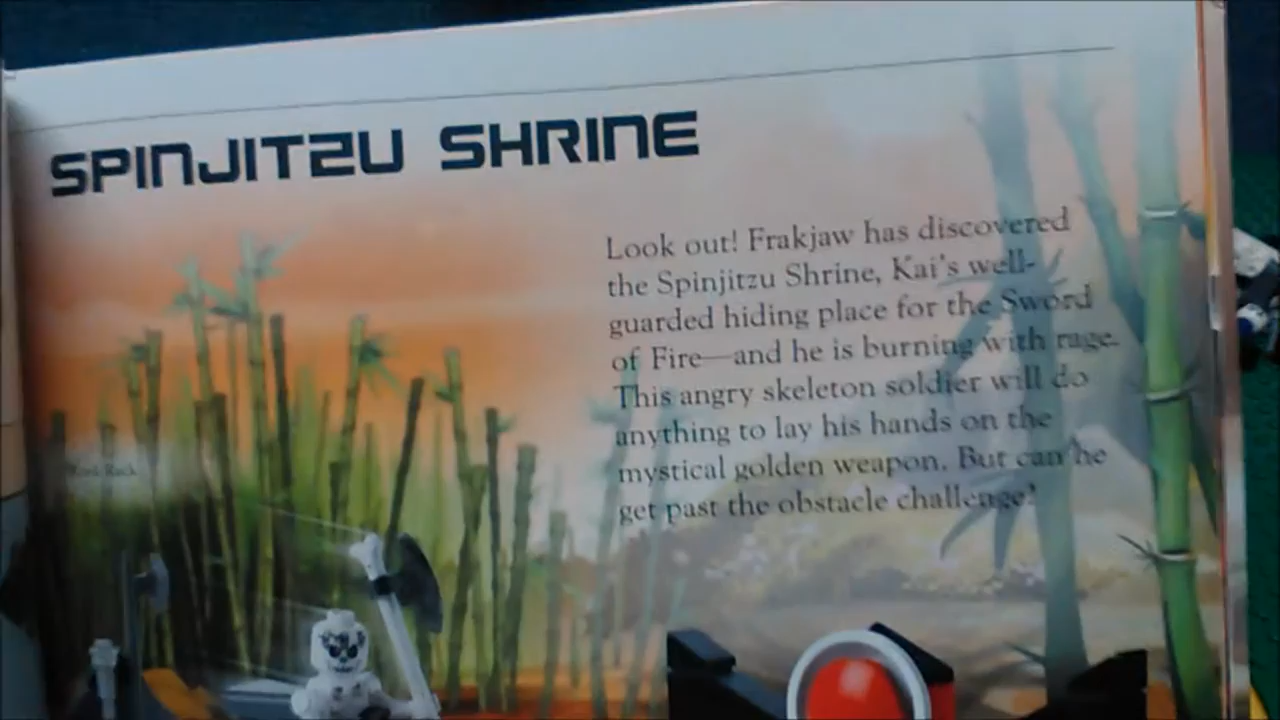 SPINJITZU SHRINE
Look out! Frakjaw has discovered
the Spinjitzu Shrine, Kai's well-
guarded hiding place for the Sword
of Fire—and he is burning with rage.
This angry skeleton soldier will do
anything to lay his hands on the
mystical golden weapon. But can he
get past the obstacle challenge?